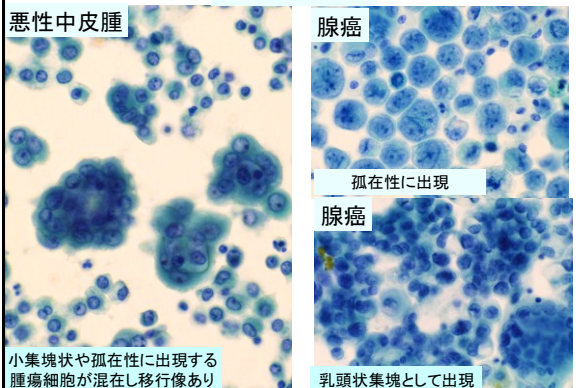 悪性中皮腫
小集塊状や孤在性に出現する
腫瘍細胞が混在し移行像あり
腺癌
孤在性に出現
腺癌
乳頭状集塊として出現